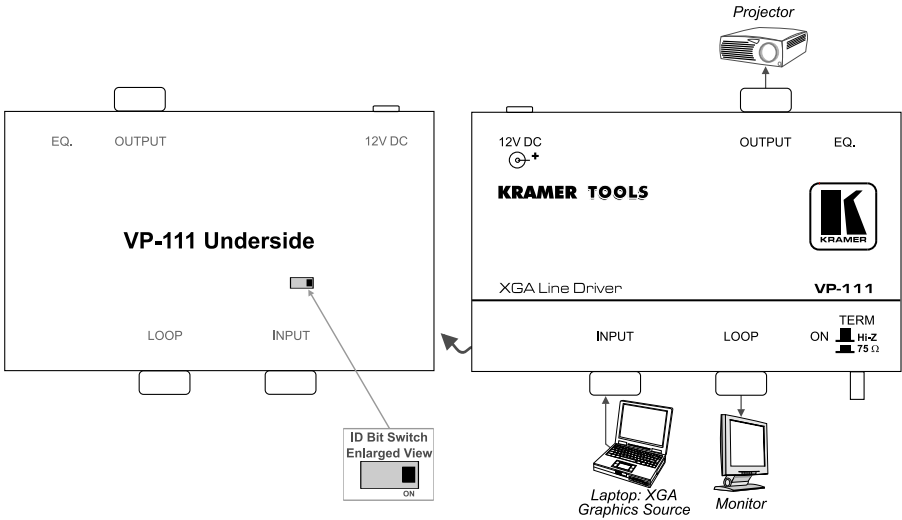 Projector
EQ. OUTPUT 12V DC
VP-111 Underside
LOOP INPUT
ID Bit Switch
Enlarged View
ON
12V DC OUTPUT EQ.
+
KRAMER TOOLS
K
KRAMER
XGA Line Driver VP-111
INPUT LOOP ON TERM
Hi-Z
75 Ω
Laptop: XGA
Graphics Source
Monitor